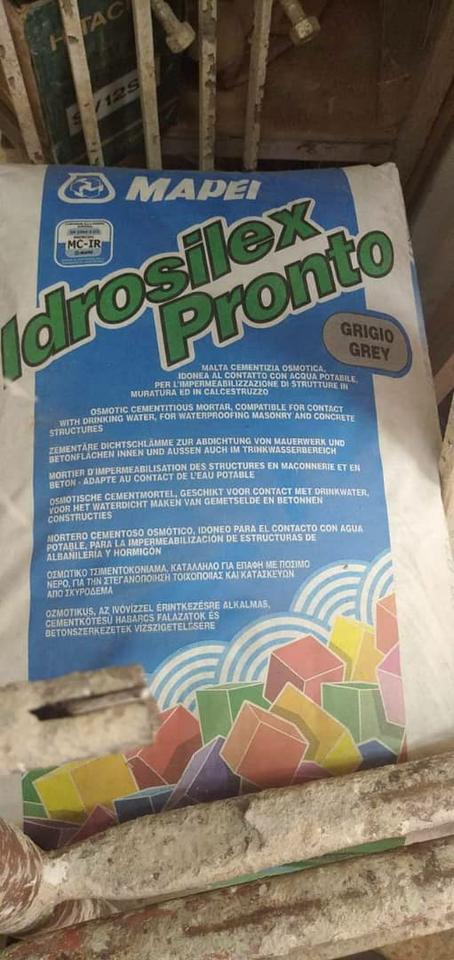 HITAC
MAPEI
MC-IR
Idrosilex
Pronto
GRIGIO
GREY
MALTA CEMENTIZIA OSMOTICA,
IDONEA AL CONTATTO CON ACQUA POTABILE,
PER L'IMPERMEABILIZZAZIONE DI STRUTTURE IN
MURATURA ED IN CALCESTRUZZO
OSMOTIC CEMENTITIOUS MORTAR, COMPATIBLE FOR CONTACT
WITH DRINKING WATER, FOR WATERPROOFING MASONRY AND CONCRETE
STRUCTURES
ZEMENTÄRE DICHTSCHLÄMME ZUR ABDICHTUNG VON MAUERWERK UND
BETONFLÄCHEN INNEN UND AUSSEN AUCH IM TRINKWASSERBEREICH
MORTIER D'IMPERMEABILISATION DES STRUCTURES EN MAÇONNERIE ET EN
BETON - ADAPTE AU CONTACT DE L'EAU POTABLE
OSMOTISCHE CEMENTMORTEL, GESCHIKT VOOR CONTACT MET DRINKWATER,
VOOR HET WATERDICHT MAKEN VAN GEMETSELDE EN BETONNEN
CONSTRUCTIES
MORTERO CEMENTOSO OSMÓTICO, IDONEO PARA EL CONTACTO CON AGUA
POTABLE, PARA LA IMPERMEABILIZACIÓN DE ESTRUCTURAS DE
ALBAÑILERIA Y HORMIGÓN
ΟΣΜΩΤΙΚΟ ΤΣΙΜΕΝΤΟΚΟΝΙΑΜΑ, ΚΑΤΑΛΛΗΛΟ ΓΙΑ ΕΠΑΦΗ ΜΕ ΠΟΣΙΜΟ
ΝΕΡΟ, ΓΙΑ ΤΗΝ ΣΤΕΓΑΝΟΠΟΙΗΣΗ ΤΟΙΧΟΠΟΙΙΑΣ ΚΑΙ ΚΑΤΑΣΚΕΥΩΝ
ΑΠΟ ΣΚΥΡΟΔΕΜΑ
OZMOTIKUS, AZ IVÓVÍZZEL ÉRINTKEZÉSRE ALKALMAS,
CEMENTKÖTÉSŰ HABARCS FALAZATOK ÉS
BETONSZERKEZETEK VÍZSZIGETELÉSÉRE